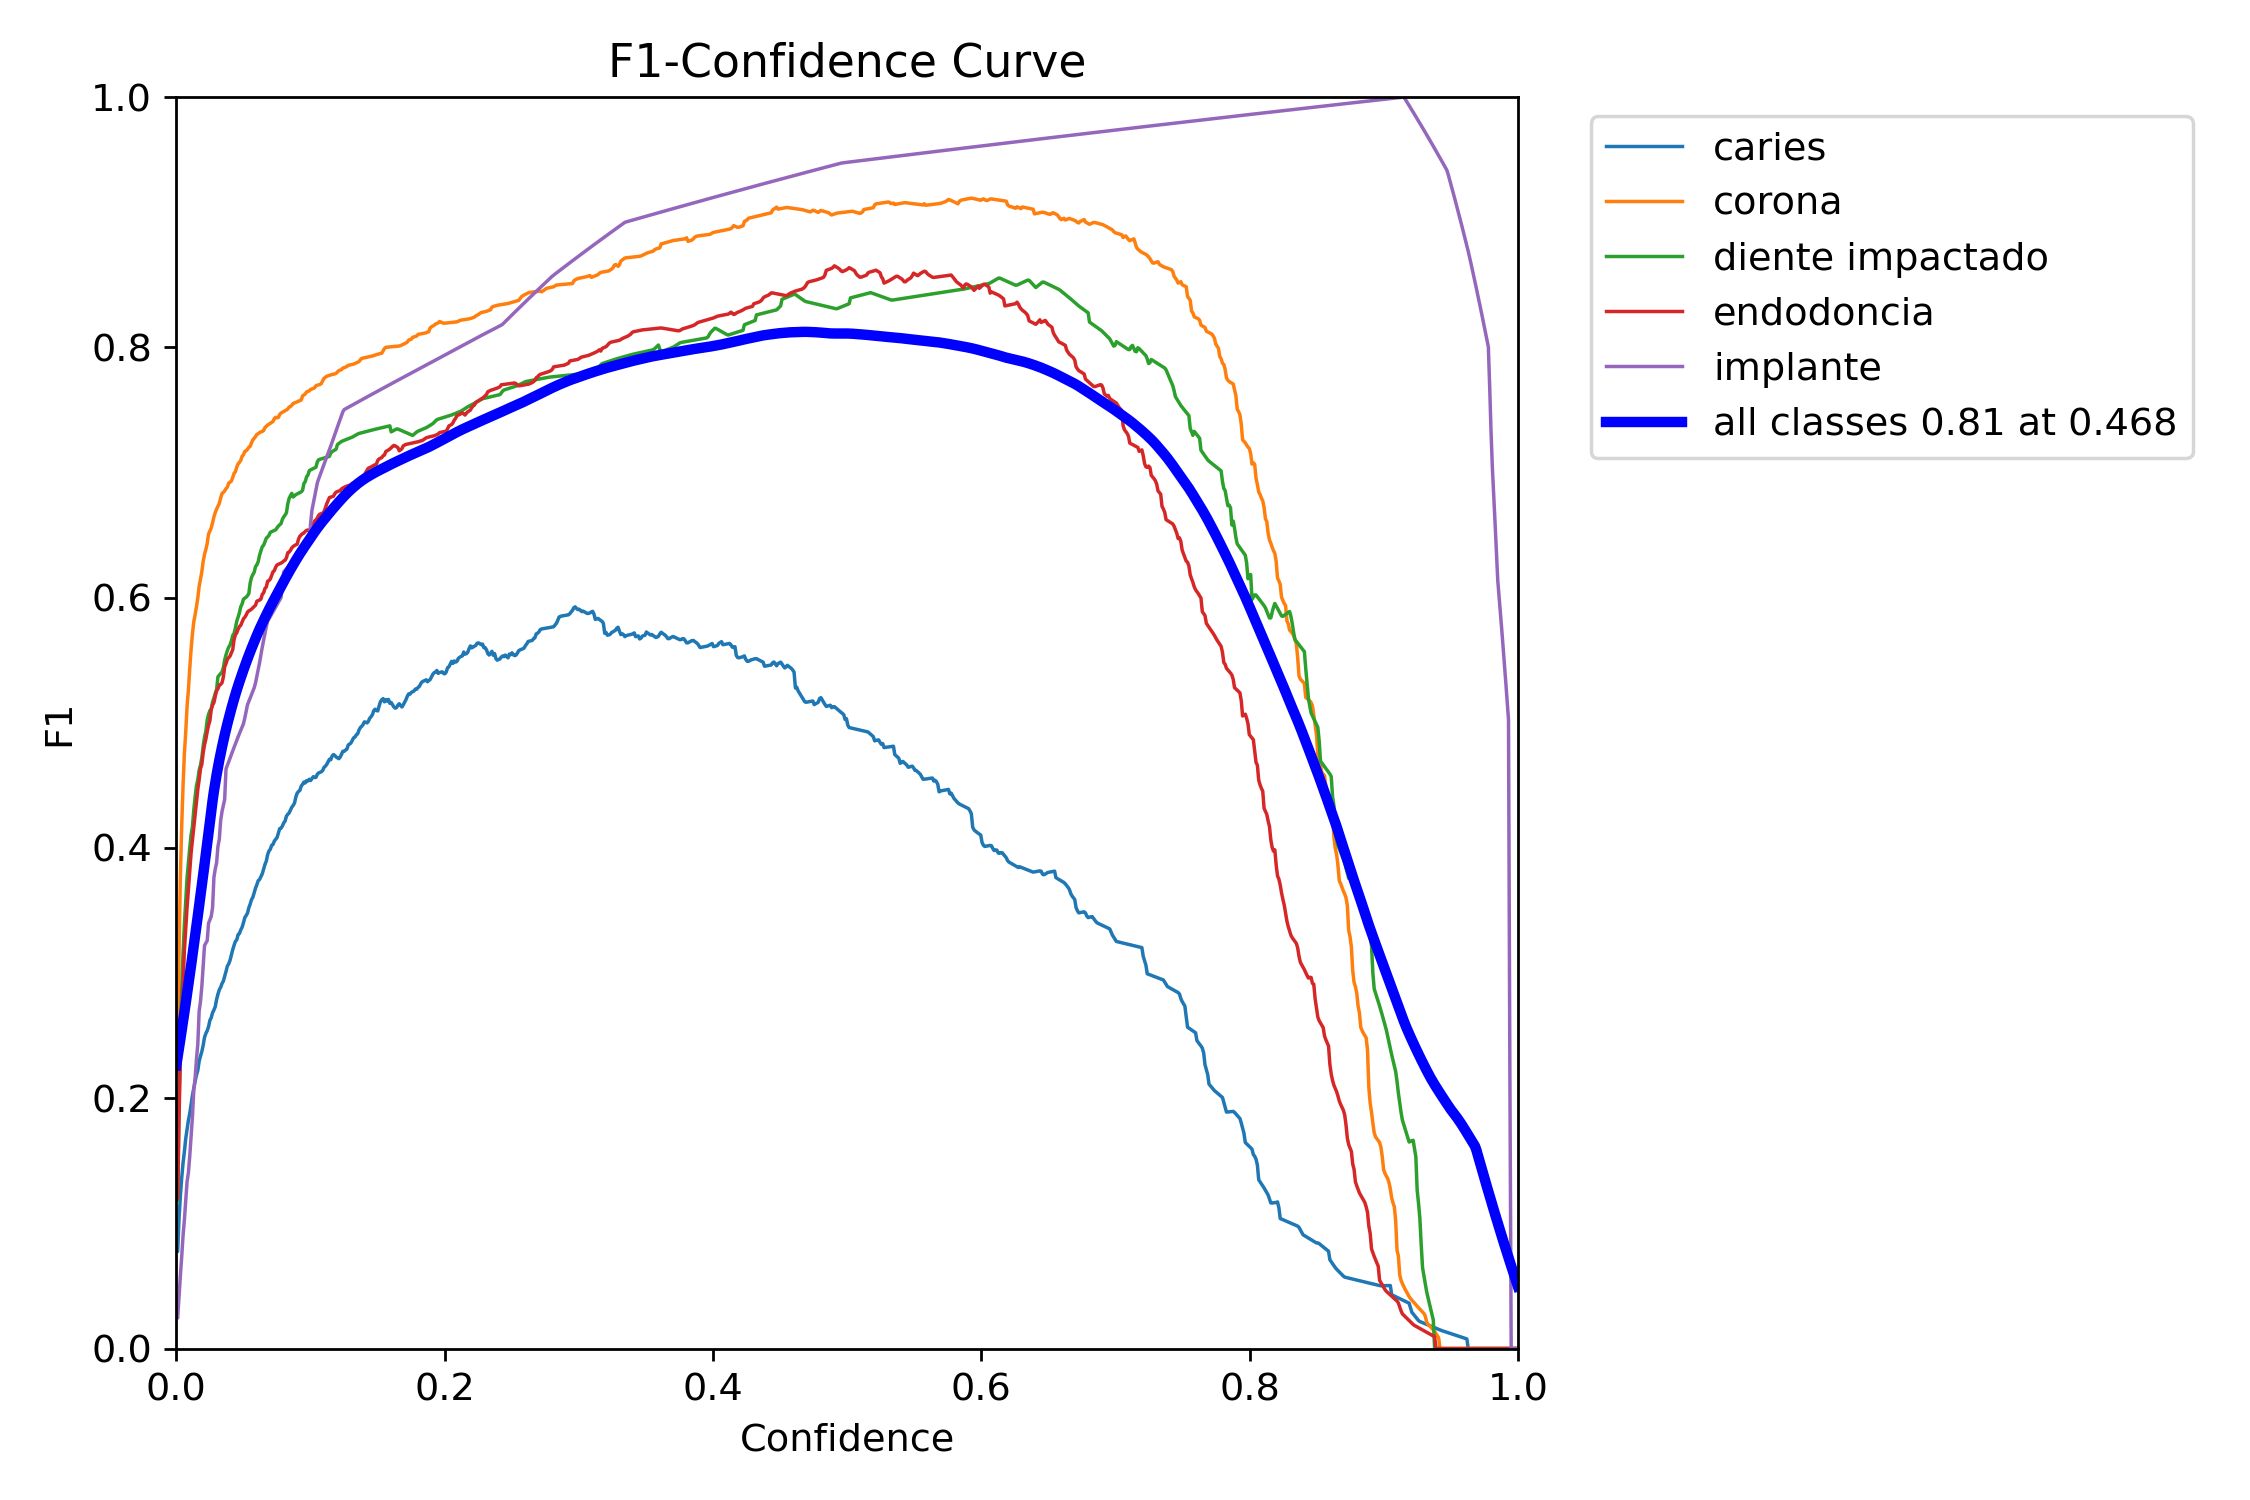 F1-Confidence Curve
1.0
0.8
0.6
0.4
0.2
0.0
F1
0.0 0.2 0.4 0.6 0.8 1.0
Confidence
caries
corona
diente impactado
endodoncia
implante
all classes 0.81 at 0.468